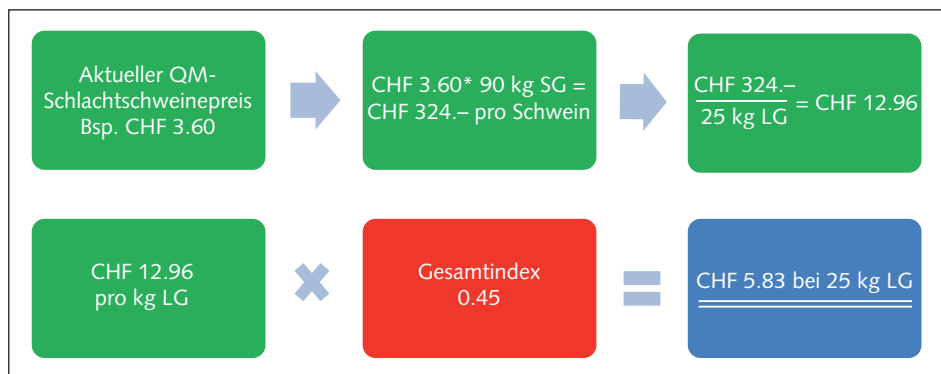 Aktueller QM-
Schlachtschweinepreis
Bsp. CHF 3.60
CHF 3.60* 90 kg SG =
CHF 324.– pro Schwein
CHF 324.–
25 kg LG
= CHF 12.96
CHF 12.96
pro kg LG
Gesamtindex
0.45
CHF 5.83 bei 25 kg LG